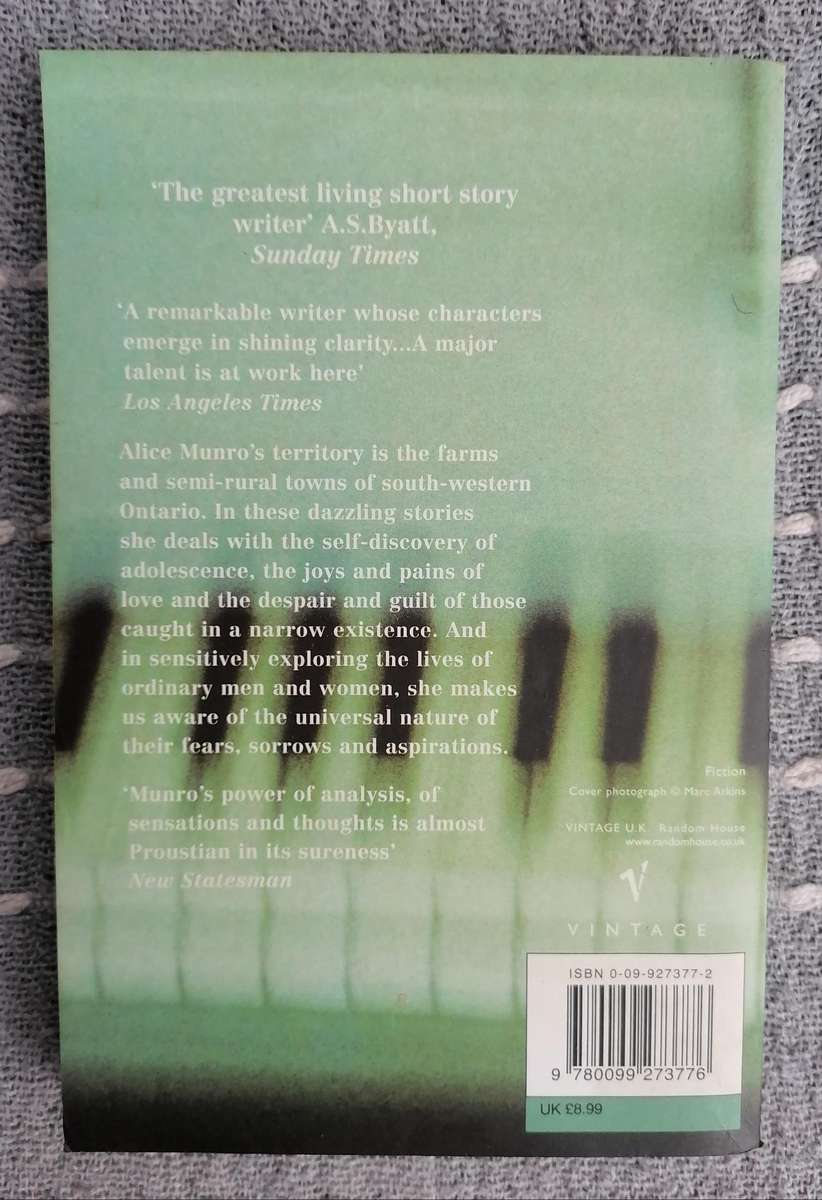 ‘The greatest living short story
writer’ A.S.Byatt,
Sunday Times
‘A remarkable writer whose characters
emerge in shining clarity...A major
talent is at work here’
Los Angeles Times
Alice Munro’s territory is the farms
and semi-rural towns of south-western
Ontario. In these dazzling stories
she deals with the self-discovery of
adolescence, the joys and pains of
love and the despair and guilt of those
caught in a narrow existence. And
in sensitively exploring the lives of
ordinary men and women, she makes
us aware of the universal nature of
their fears, sorrows and aspirations.
‘Munro’s power of analysis, of
sensations and thoughts is almost
Proustian in its sureness’
New Statesman
Fiction
Cover photograph © Marc Atkins
VINTAGE U.K. Random House
www.randomhouse.co.uk
V
VINTAGE
ISBN 0-09-927377-2
9 780099 273776
UK £8.99